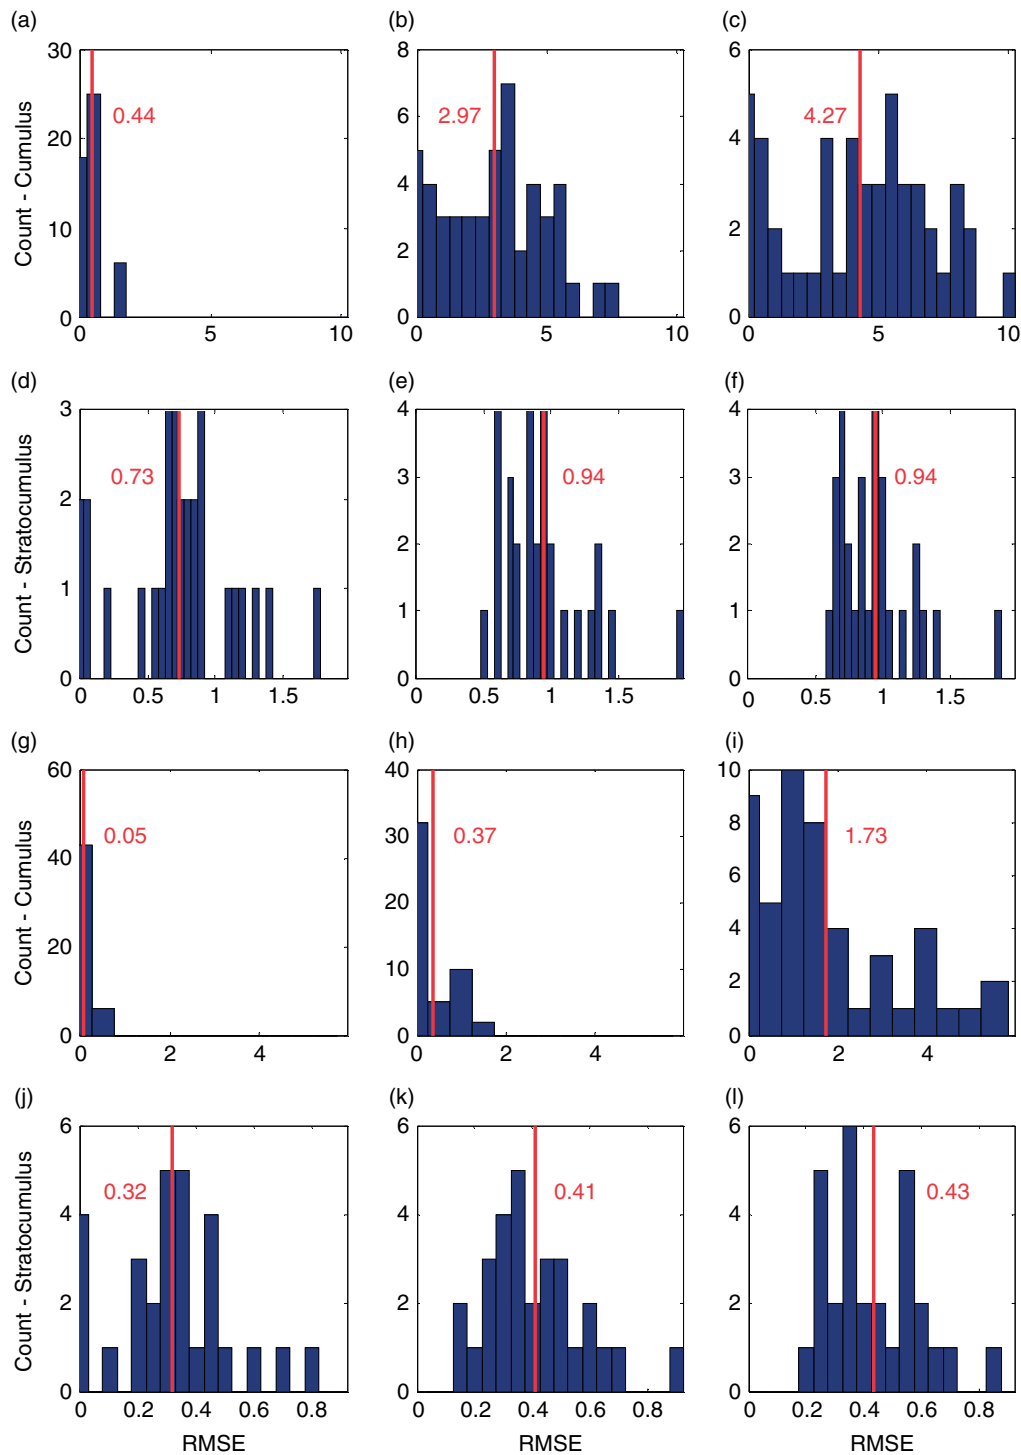 (a) (b) (c)
30 20 10 0
0 5 10
0.44
Count - Cumulus
8 6 4 2 0
0 5 10
2.97
6 4 2 0
0 5 10
4.27
(d) (e) (f)
3 2 1 0
0 0.5 1 1.5
0.73
Count - Stratocumulus
4 3 2 1 0
0 0.5 1 1.5
0.94
4 3 2 1 0
0 0.5 1 1.5
0.94
(g) (h) (i)
60 40 20 0
0 2 4
0.05
Count - Cumulus
40 30 20 10 0
0 2 4
0.37
10 8 6 4 2 0
0 2 4
1.73
(j) (k) (l)
6 4 2 0
0 0.2 0.4 0.6 0.8
0.32
Count - Stratocumulus
RMSE
6 4 2 0
0 0.2 0.4 0.6 0.8
0.41
RMSE
6 4 2 0
0 0.2 0.4 0.6 0.8
0.43
RMSE